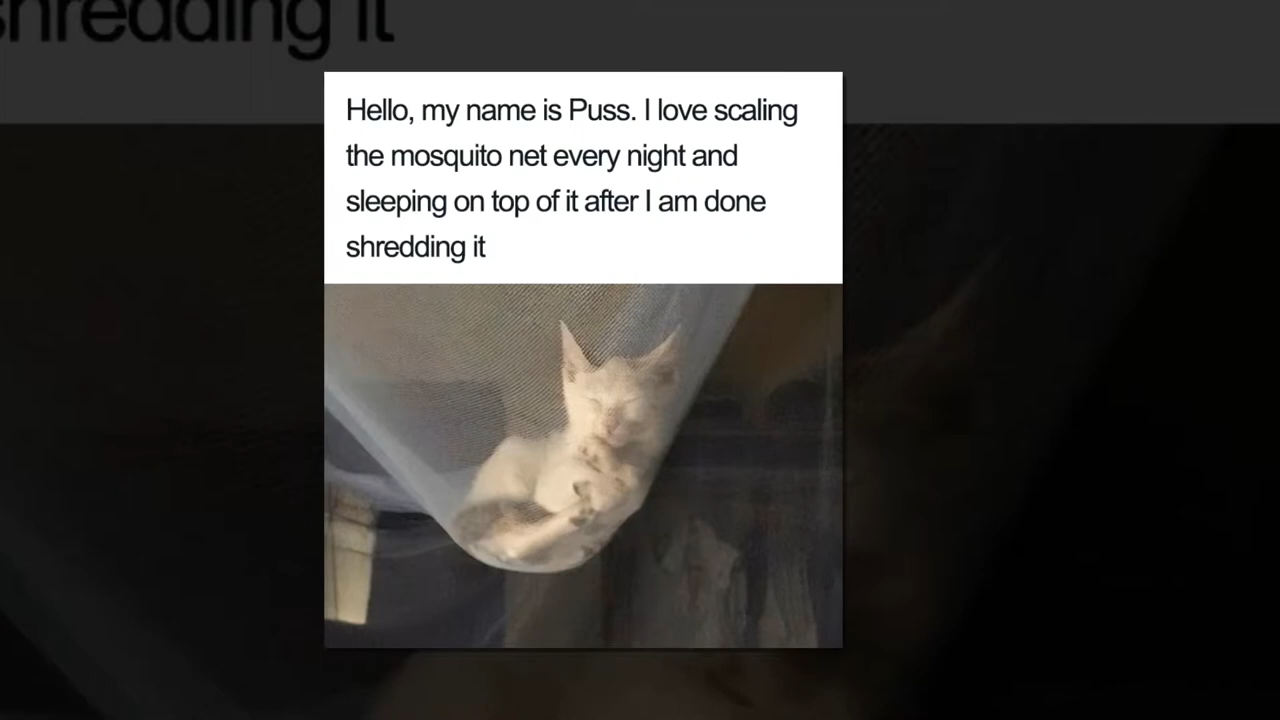 shredding it
Hello, my name is Puss. I love scaling
the mosquito net every night and
sleeping on top of it after I am done
shredding it